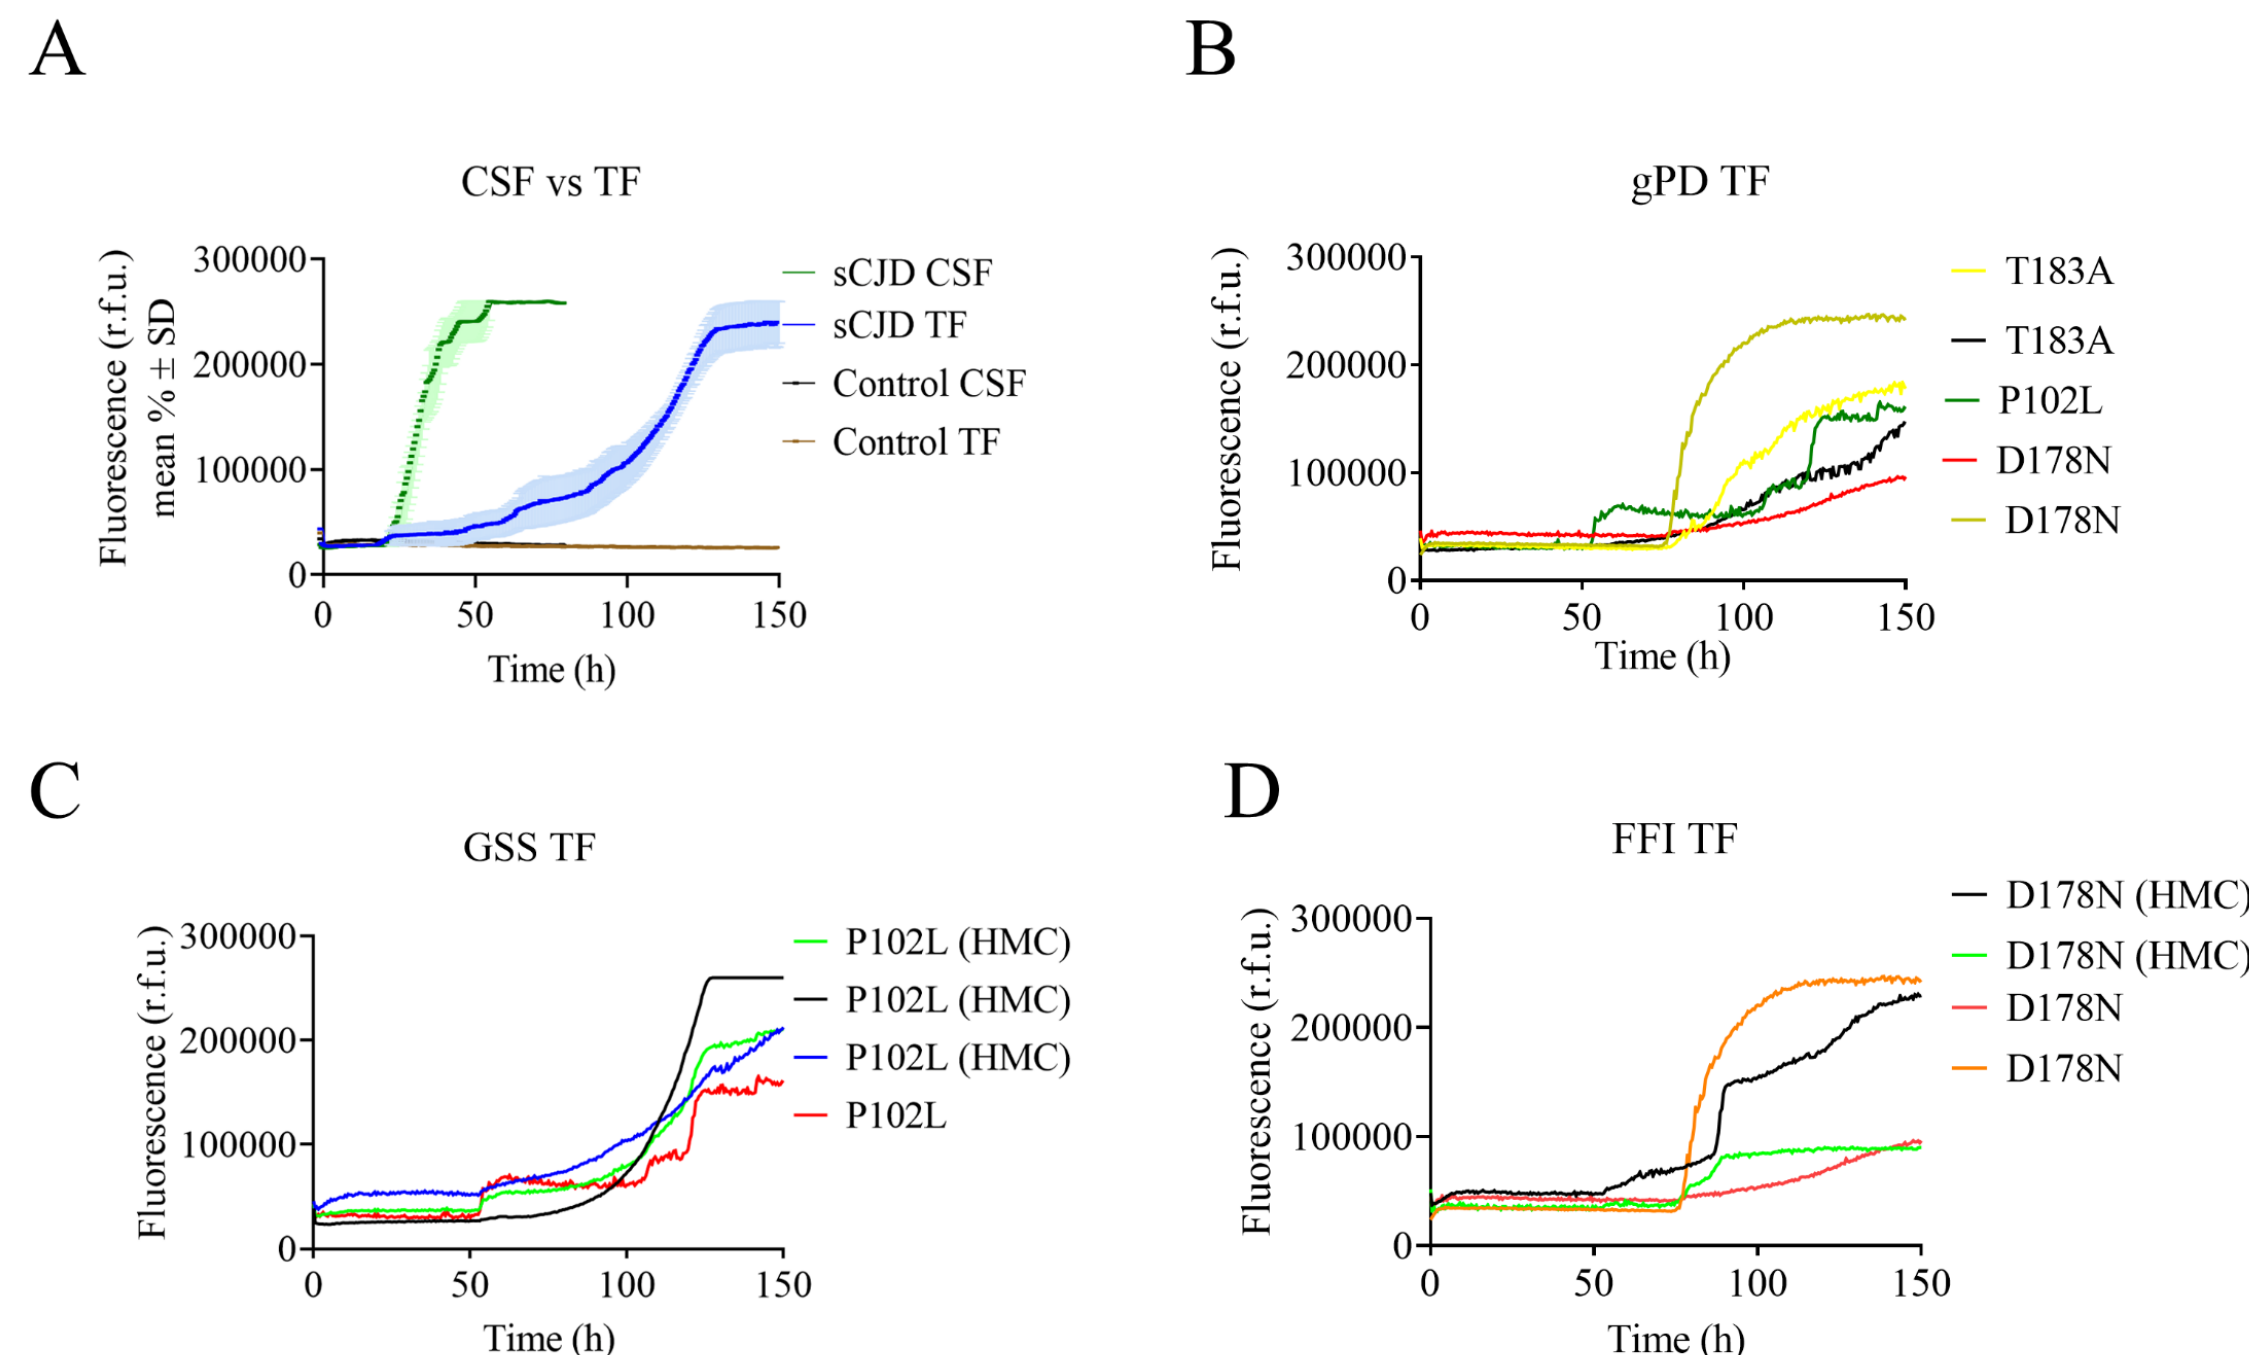 A
CSF vs TF
Fluorescence (r.f.u.)
mean % ± SD
300000
200000
100000
0
0 50 100 150
Time (h)
sCJD CSF
sCJD TF
Control CSF
Control TF
B
gPD TF
Fluorescence (r.f.u.)
300000
200000
100000
0
0 50 100 150
Time (h)
T183A
T183A
P102L
D178N
D178N
C
GSS TF
Fluorescence (r.f.u.)
300000
200000
100000
0
0 50 100 150
Time (h)
P102L (HMC)
P102L (HMC)
P102L (HMC)
P102L
D
FFI TF
Fluorescence (r.f.u.)
300000
200000
100000
0
0 50 100 150
Time (h)
D178N (HMC)
D178N (HMC)
D178N
D178N